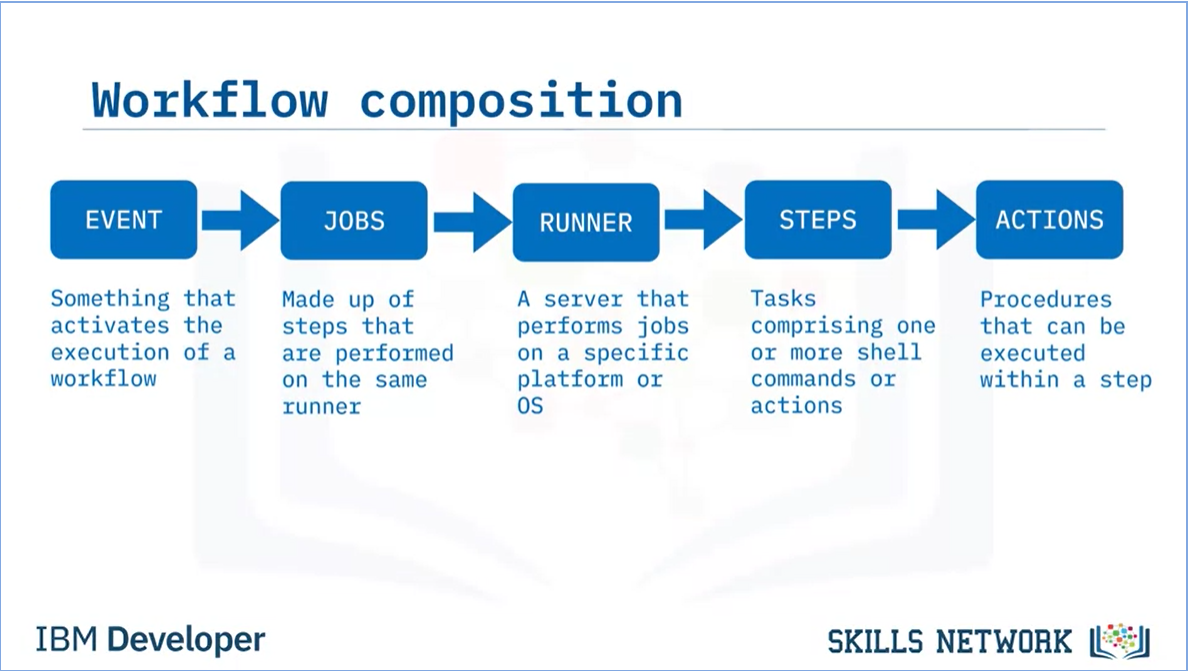 Workflow composition
EVENT
JOBS
RUNNER
STEPS
ACTIONS
Something that
activates the
execution of a
workflow
Made up of
steps that
are performed
on the same
runner
A server that
performs jobs
on a specific
platform or
OS
Tasks
comprising one
or more shell
commands or
actions
Procedures
that can be
executed
within a step
IBM Developer
SKILLS NETWORK